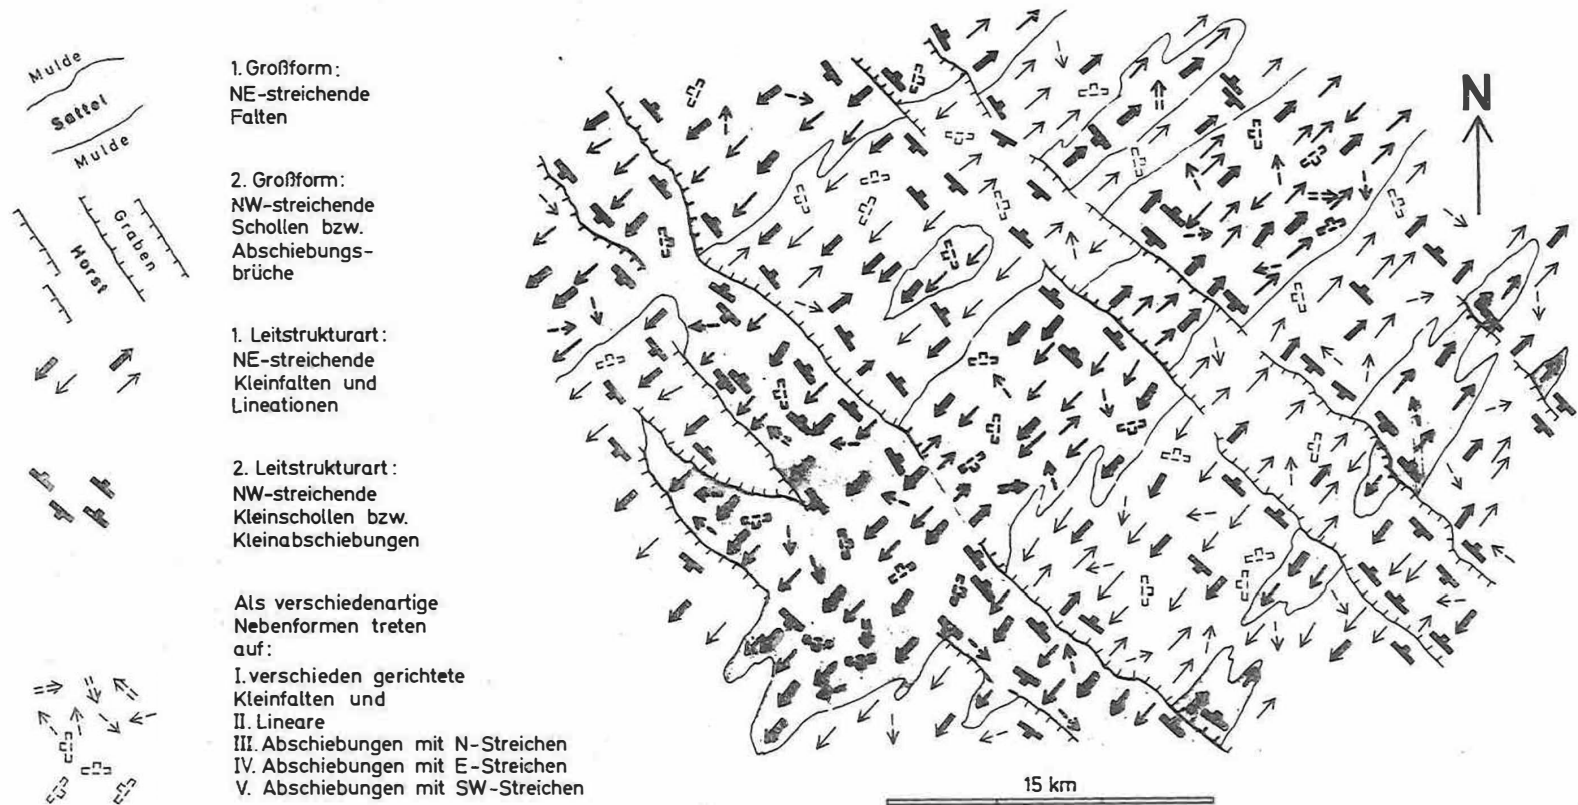 Mulde
Sattel
Mulde
1. Großform:
NE-streichende
Falten
Horst
Graben
2. Großform:
NW-streichende
Schollen bzw.
Abschiebungs-
brüche
1. Leitstrukturart:
NE-streichende
Kleinfalten und
Lineationen
2. Leitstrukturart:
NW-streichende
Kleinschollen bzw.
Kleinabschiebungen
Als verschiedenartige
Nebenformen treten
auf:
I. verschieden gerichtete
Kleinfalten und
II. Lineare
III. Abschiebungen mit N-Streichen
IV. Abschiebungen mit E-Streichen
V. Abschiebungen mit SW-Streichen
N
15 km